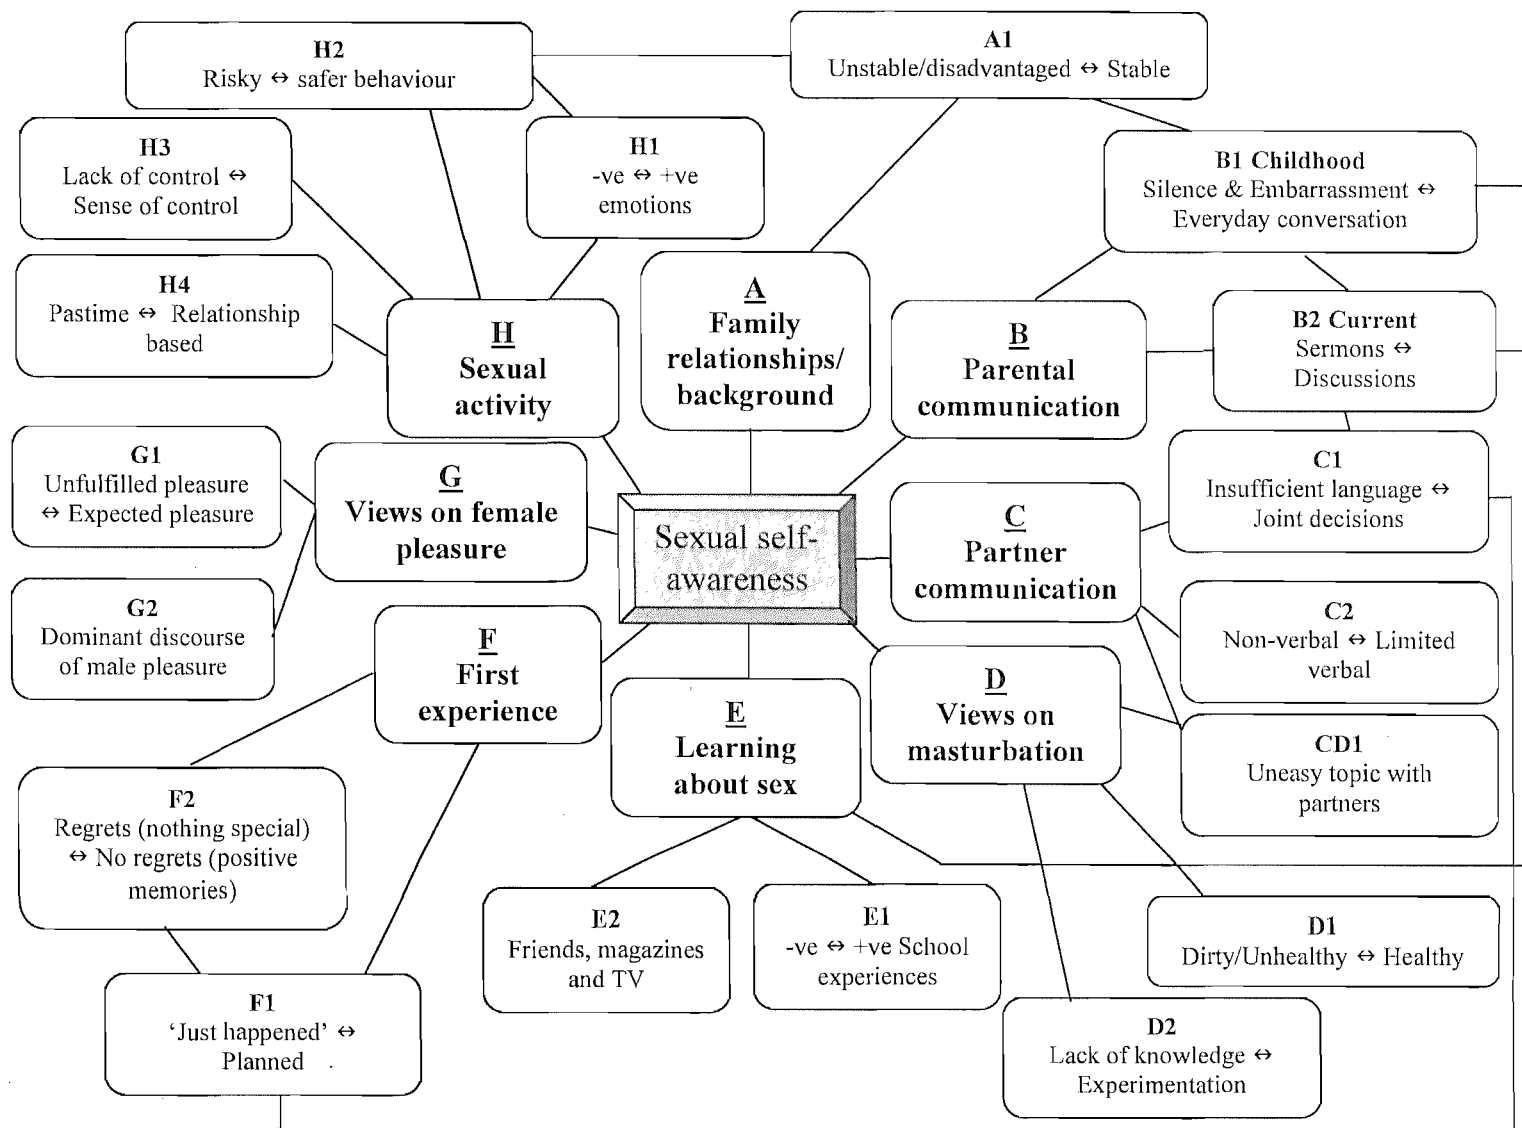 H2
Risky ↔ safer behaviour
A1
Unstable/disadvantaged ↔ Stable
H3
Lack of control ↔
Sense of control
H1
-ve ↔ +ve
emotions
B1 Childhood
Silence & Embarrassment ↔
Everyday conversation
H4
Pastime ↔ Relationship
based
H
Sexual
activity
A
Family
relationships/
background
B
Parental
communication
B2 Current
Sermons ↔
Discussions
G1
Unfulfilled pleasure
↔ Expected pleasure
G
Views on female
pleasure
Sexual self-
awareness
C
Partner
communication
C1
Insufficient language ↔
Joint decisions
G2
Dominant discourse
of male pleasure
F
First
experience
E
Learning
about sex
D
Views on
masturbation
C2
Non-verbal ↔ Limited
verbal
CD1
Uneasy topic with
partners
F2
Regrets (nothing special)
↔ No regrets (positive
memories)
E2
Friends, magazines
and TV
E1
-ve ↔ +ve School
experiences
D1
Dirty/Unhealthy ↔ Healthy
F1
‘Just happened’ ↔
Planned
D2
Lack of knowledge ↔
Experimentation